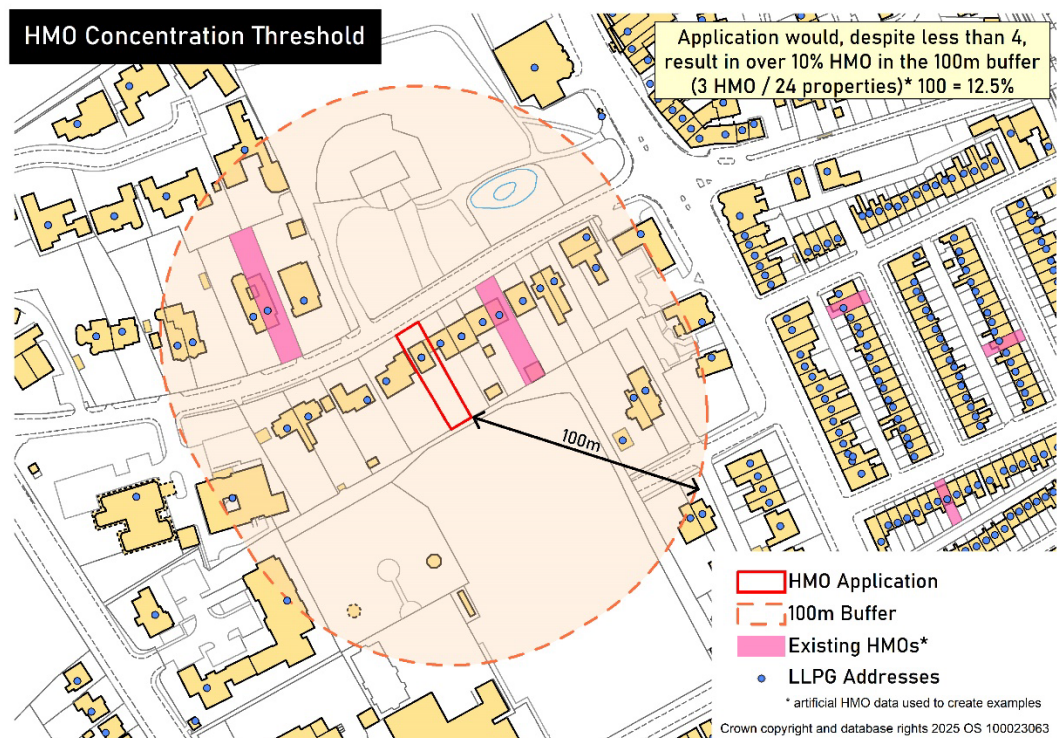 HMO Concentration Threshold
Application would, despite less than 4,
result in over 10% HMO in the 100m buffer
(3 HMO / 24 properties)* 100 = 12.5%
100m
HMO Application
100m Buffer
Existing HMOs*
LLPG Addresses
* artificial HMO data used to create examples
Crown copyright and database rights 2025 OS 100023063